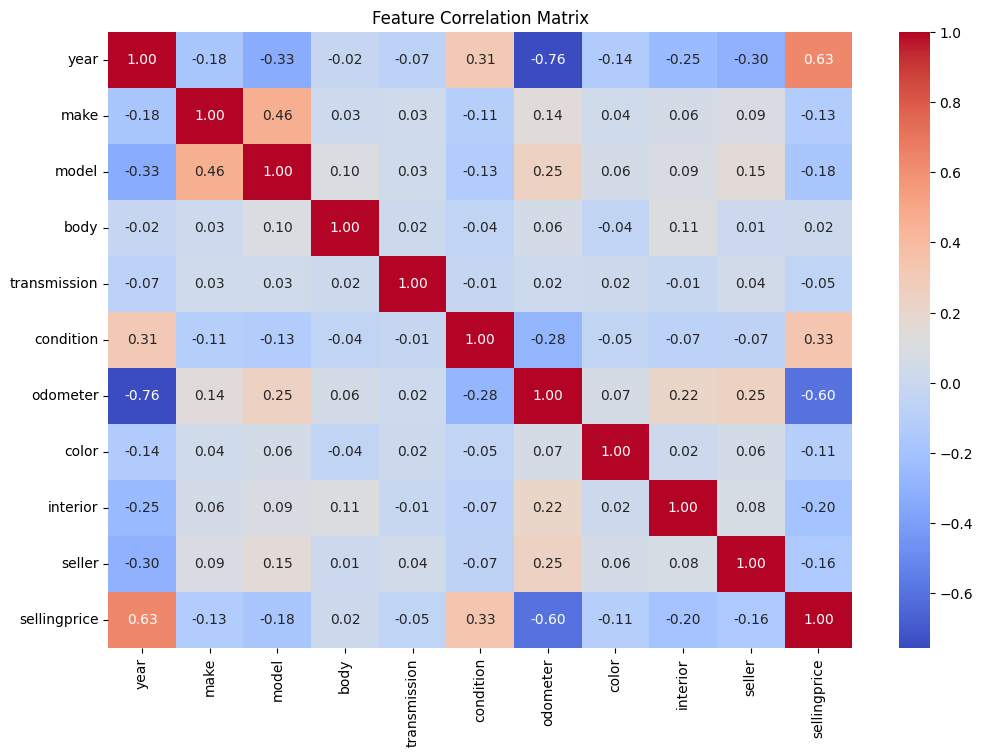 Feature Correlation Matrix
year 1.00 -0.18 -0.33 -0.02 -0.07 0.31 -0.76 -0.14 -0.25 -0.30 0.63
make -0.18 1.00 0.46 0.03 0.03 -0.11 0.14 0.04 0.06 0.09 -0.13
model -0.33 0.46 1.00 0.10 0.03 -0.13 0.25 0.06 0.09 0.15 -0.18
body -0.02 0.03 0.10 1.00 0.02 -0.04 0.06 -0.04 0.11 0.01 0.02
transmission -0.07 0.03 0.03 0.02 1.00 -0.01 0.02 0.02 -0.01 0.04 -0.05
condition 0.31 -0.11 -0.13 -0.04 -0.01 1.00 -0.28 -0.05 -0.07 -0.07 0.33
odometer -0.76 0.14 0.25 0.06 0.02 -0.28 1.00 0.07 0.22 0.25 -0.60
color -0.14 0.04 0.06 -0.04 0.02 -0.05 0.07 1.00 0.02 0.06 -0.11
interior -0.25 0.06 0.09 0.11 -0.01 -0.07 0.22 0.02 1.00 0.08 -0.20
seller -0.30 0.09 0.15 0.01 0.04 -0.07 0.25 0.06 0.08 1.00 -0.16
sellingprice 0.63 -0.13 -0.18 0.02 -0.05 0.33 -0.60 -0.11 -0.20 -0.16 1.00
year make model body transmission condition odometer color interior seller sellingprice
1.0
0.8
0.6
0.4
0.2
0.0
−0.2
−0.4
−0.6